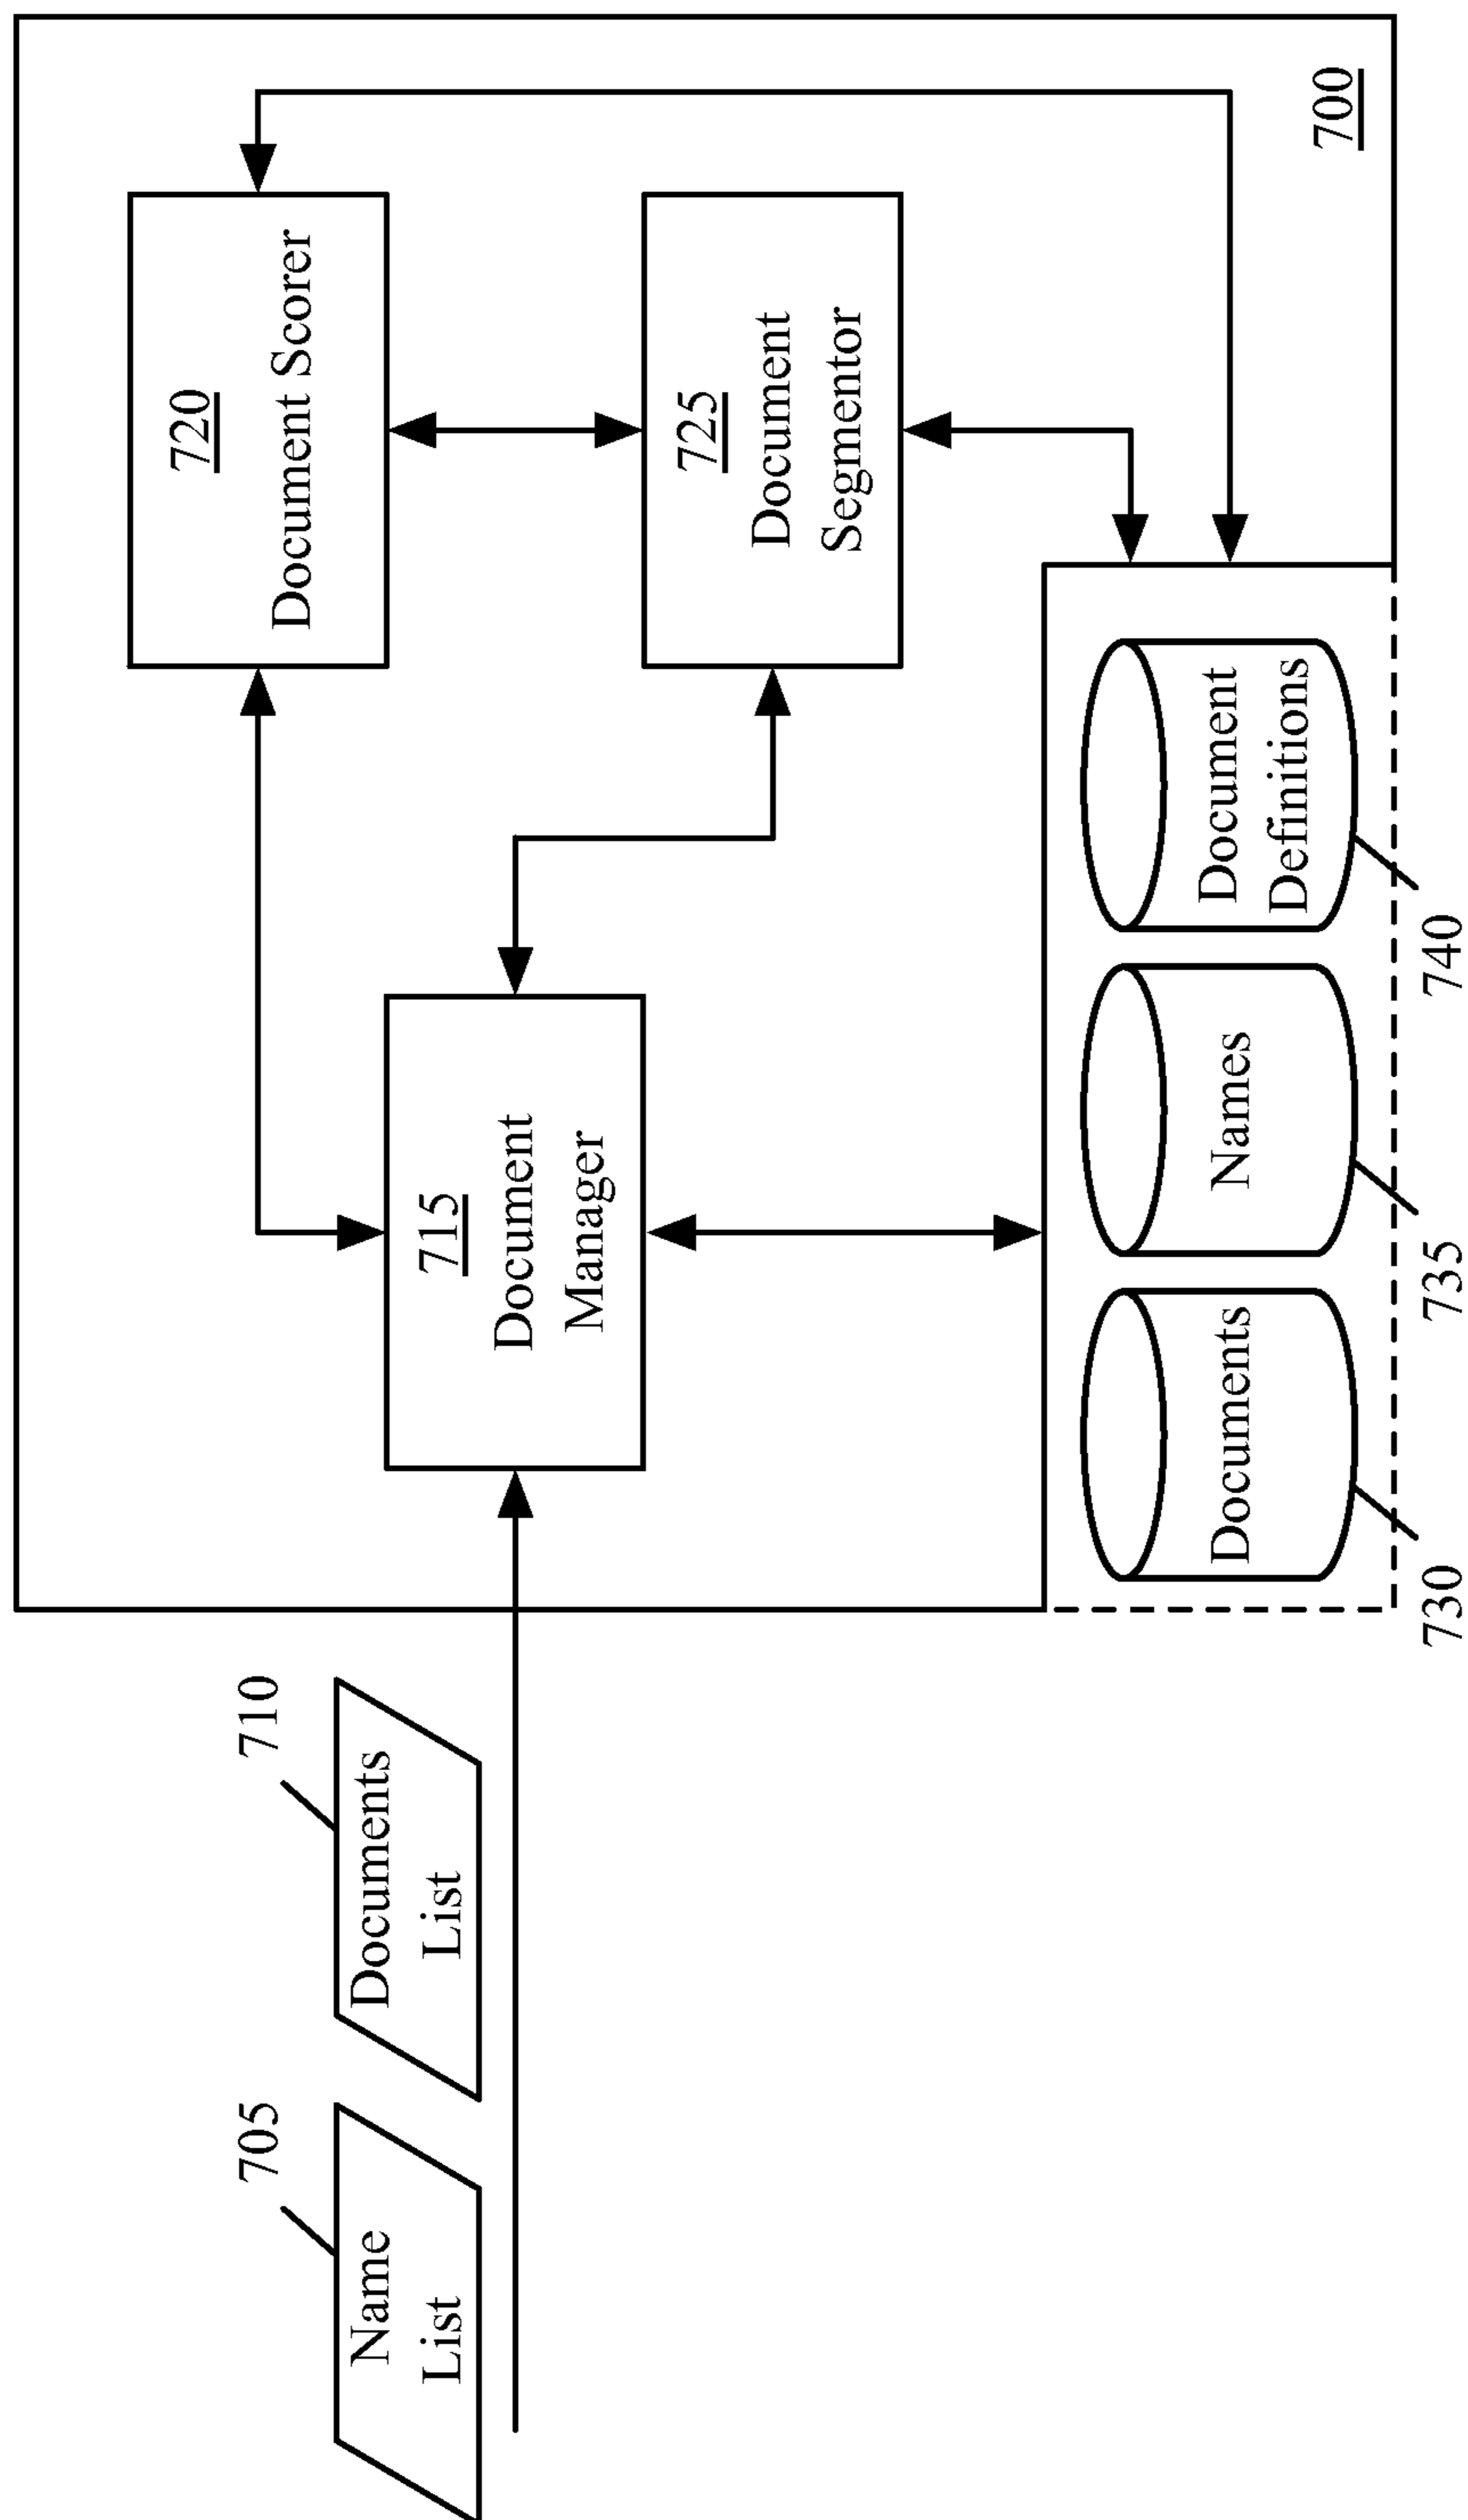 720
Document Scorer
705
710
Name
List
Documents
List
715
Document
Manager
725
Document
Segmentor
Documents
Names
Document
Definitions
700
730
735
740